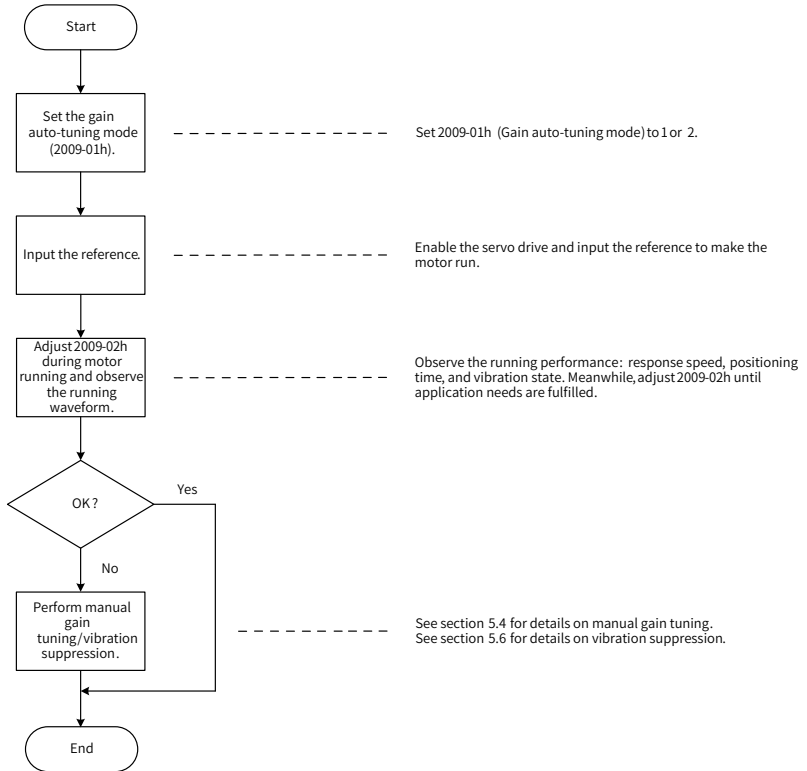 Start
Set the gain
auto-tuning mode
(2009-01h).
Set 2009-01h (Gain auto-tuning mode) to 1 or 2.
Input the reference.
Enable the servo drive and input the reference to make the
motor run.
Adjust 2009-02h
during motor
running and observe
the running
waveform.
Observe the running performance: response speed, positioning
time, and vibration state. Meanwhile, adjust 2009-02h until
application needs are fulfilled.
OK?
Yes
No
Perform manual
gain
tuning/vibration
suppression.
See section 5.4 for details on manual gain tuning.
See section 5.6 for details on vibration suppression.
End